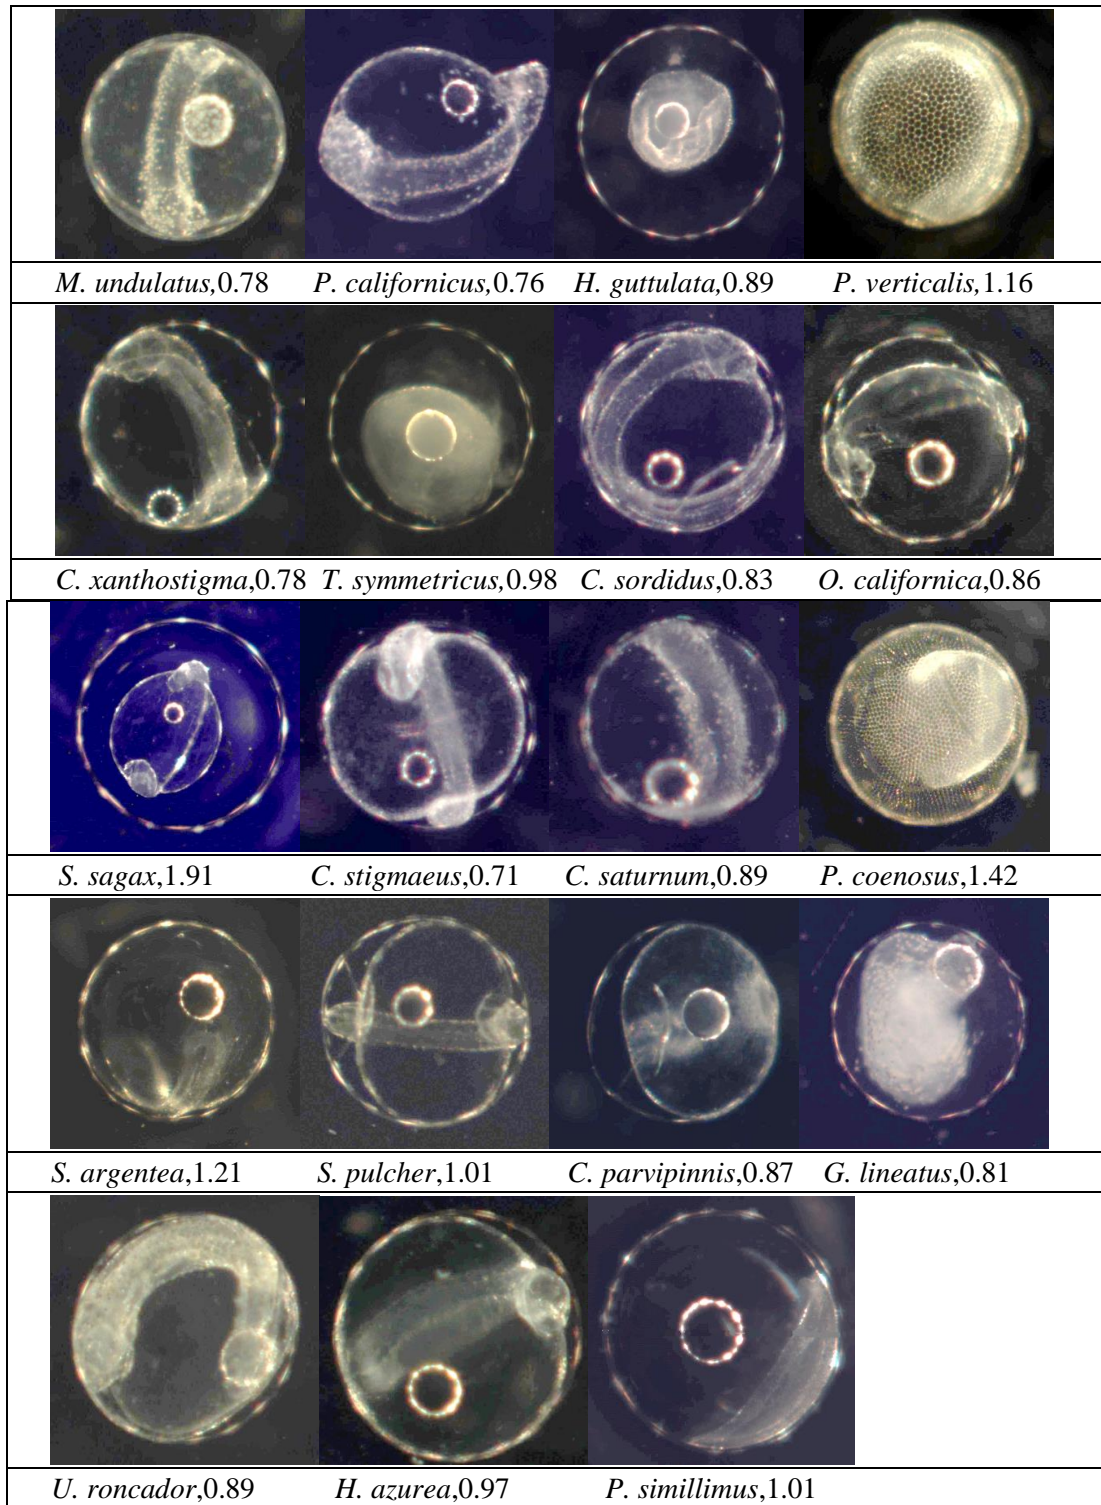 M. undulatus,0.78 P. californicus,0.76 H. guttulata,0.89 P. verticalis,1.16
C. xanthostigma,0.78 T. symmetricus,0.98 C. sordidus,0.83 O. californica,0.86
S. sagax,1.91 C. stigmaeus,0.71 C. saturnum,0.89 P. coenosus,1.42
S. argentea,1.21 S. pulcher,1.01 C. parvipinnis,0.87 G. lineatus,0.81
U. roncador,0.89 H. azurea,0.97 P. simillimus,1.01